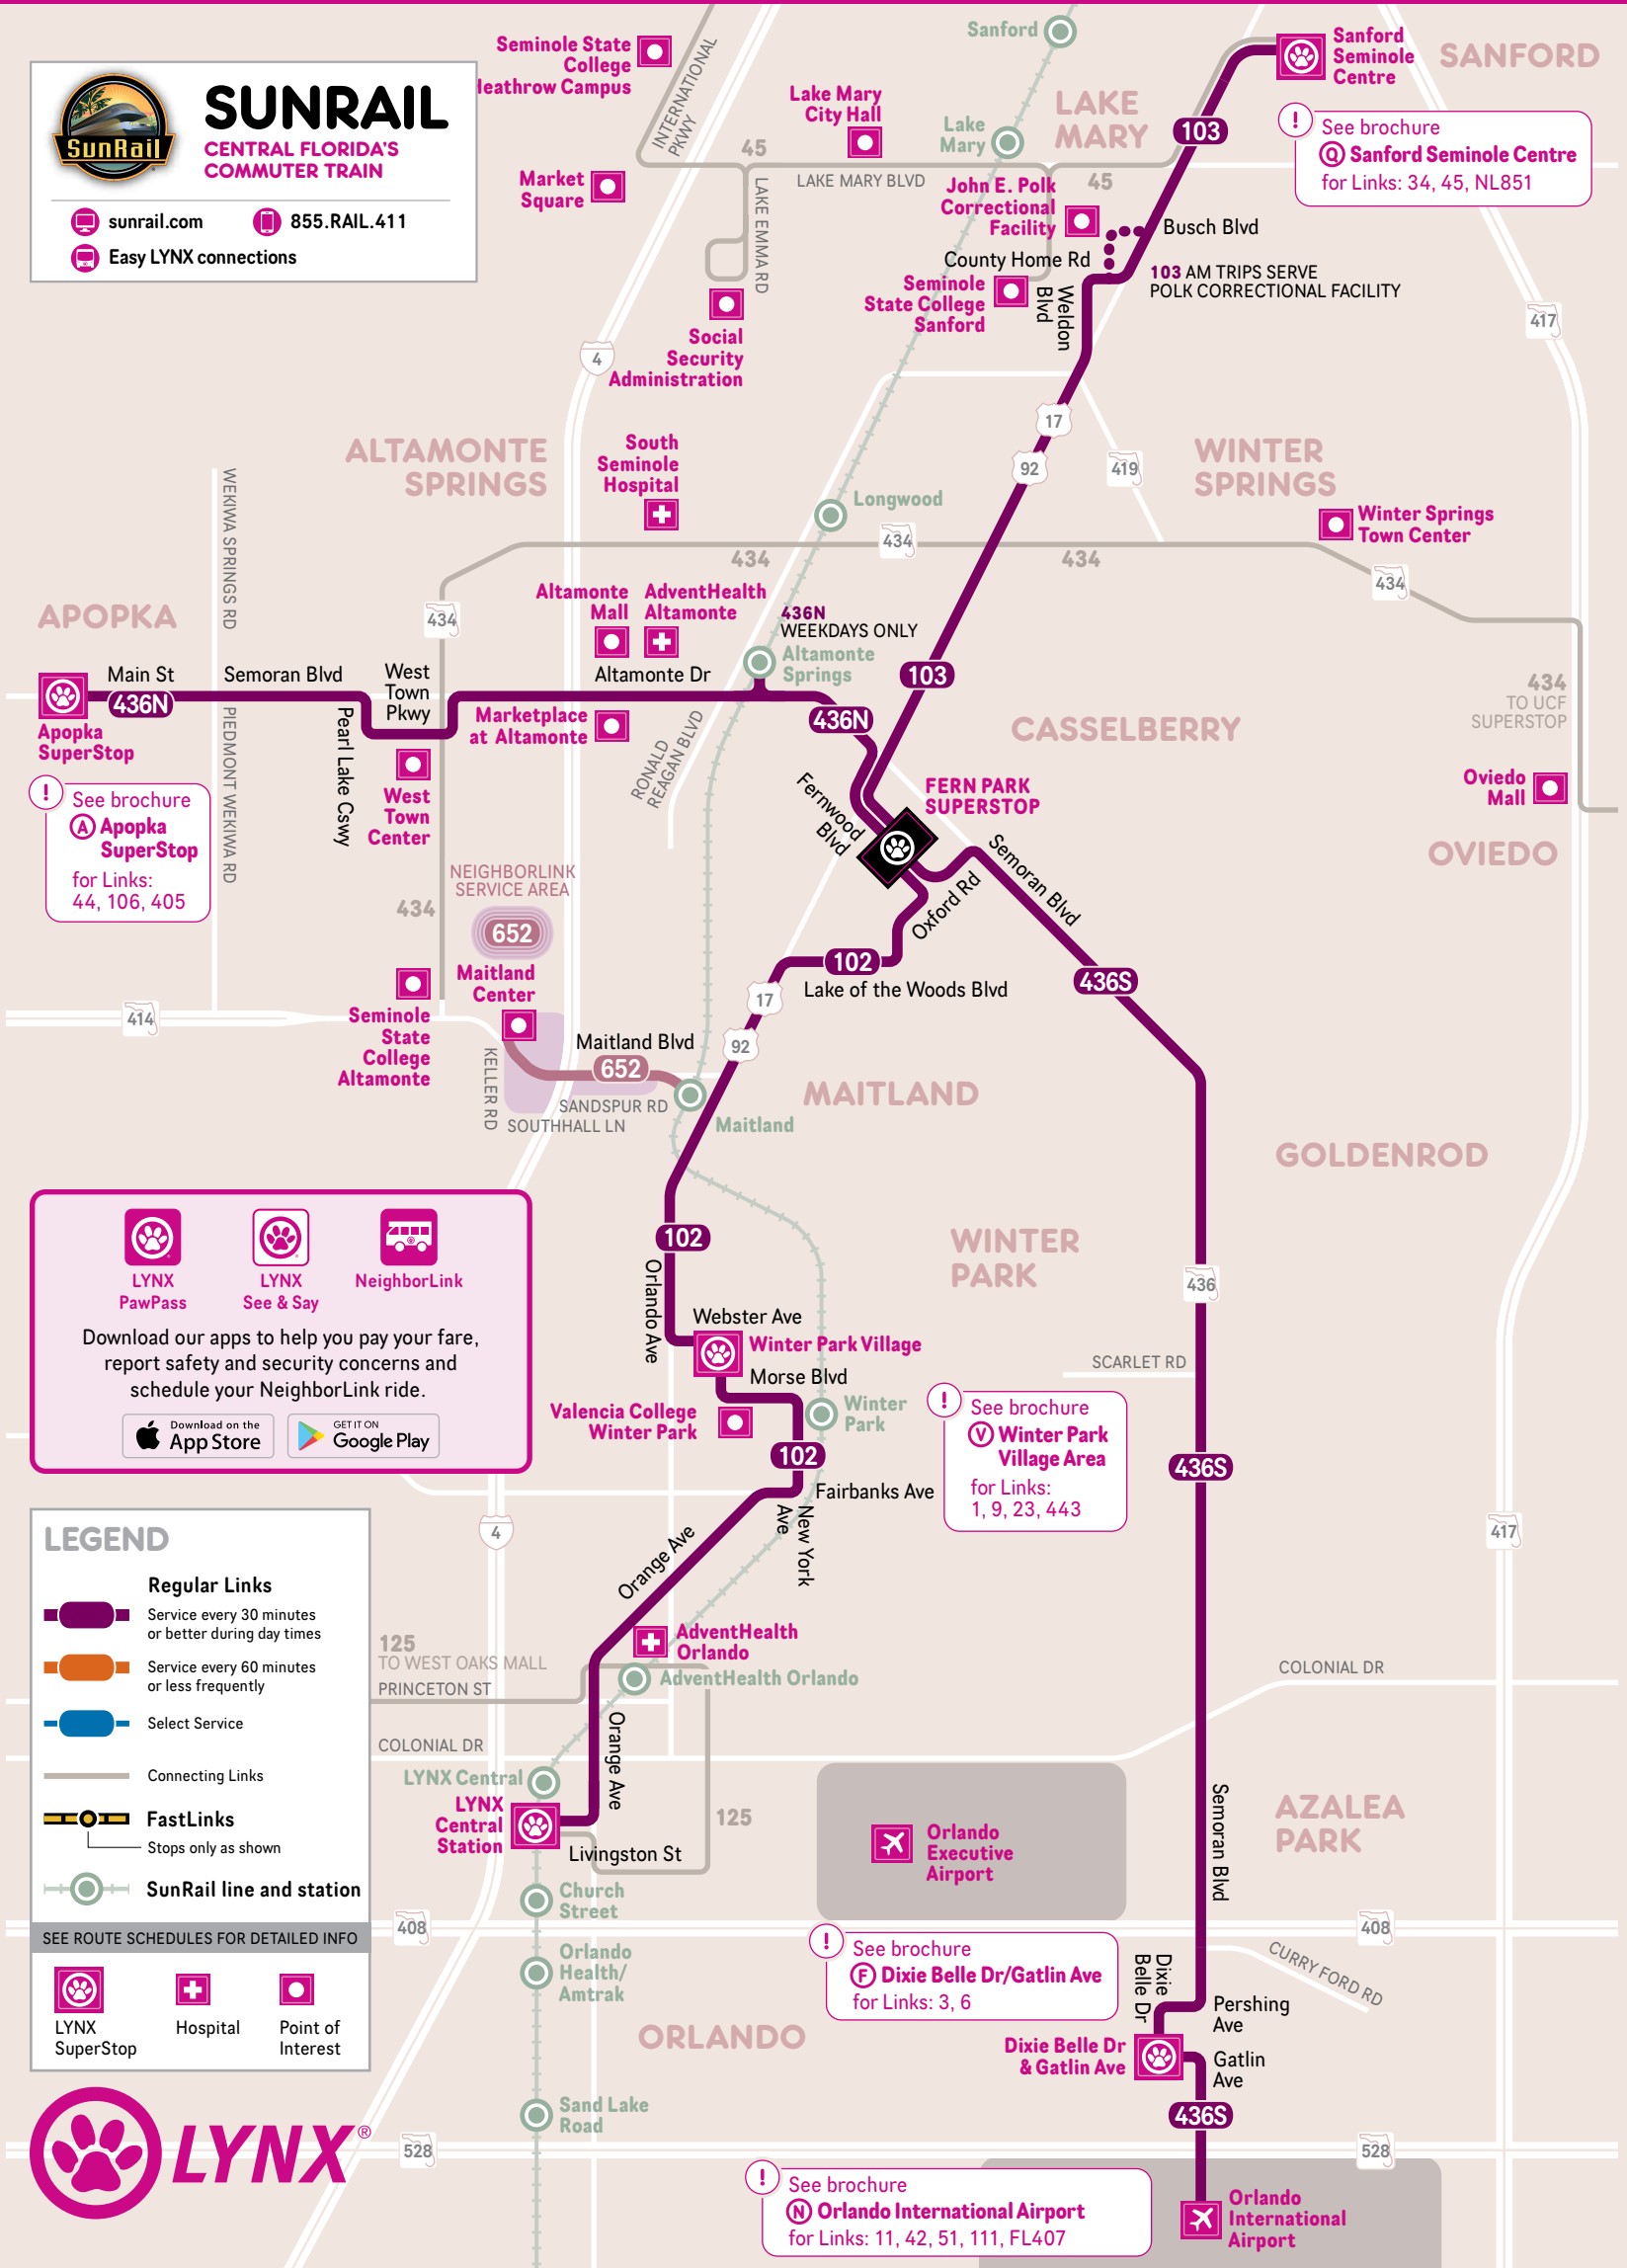 SunRail
SUNRAIL
CENTRAL FLORIDA'S
COMMUTER TRAIN
sunrail.com
855.RAIL.411
Easy LYNX connections
Seminole State
College
Heathrow Campus
INTERNATIONAL
PKWY
Lake Mary
City Hall
Sanford
Lake
Mary
LAKE
MARY
SANFORD
Sanford
Seminole
Centre
103
!
See brochure
Q Sanford Seminole Centre
for Links: 34, 45, NL851
45
LAKE MARY BLVD
45
Market
Square
LAKE EMMA RD
John E. Polk
Correctional
Facility
Busch Blvd
County Home Rd
103 AM TRIPS SERVE
POLK CORRECTIONAL FACILITY
Seminole
State College
Sanford
Weldon
Blvd
Social
Security
Administration
4
417
17
92
419
ALTAMONTE
SPRINGS
South
Seminole
Hospital
WINTER
SPRINGS
Longwood
Winter Springs
Town Center
434
434
434
434
434
WEKIWA SPRINGS RD
APOPKA
Altamonte
Mall
AdventHealth
Altamonte
436N
WEEKDAYS ONLY
Altamonte
Springs
103
Main St
436N
Semoran Blvd
West
Town
Pkwy
Altamonte Dr
Apopka
SuperStop
PIEDMONT WEKIWA RD
Pearl Lake Cswy
Marketplace
at Altamonte
436N
CASSELBERRY
434
TO UCF
SUPERSTOP
RONALD
REAGAN BLVD
West
Town
Center
!
See brochure
A Apopka
SuperStop
for Links:
44, 106, 405
Fernwood
Blvd
FERN PARK
SUPERSTOP
Oviedo
Mall
OVIEDO
Semoran Blvd
Oxford Rd
NEIGHBORLINK
SERVICE AREA
652
434
102
Lake of the Woods Blvd
436S
Maitland
Center
Seminole
State
College
Altamonte
414
17
92
Maitland Blvd
652
KELLER RD
SANDSPUR RD
SOUTHHALL LN
Maitland
MAITLAND
GOLDENROD
LYNX
PawPass
LYNX
See & Say
NeighborLink
Download our apps to help you pay your fare,
report safety and security concerns and
schedule your NeighborLink ride.
Download on the
App Store
GET IT ON
Google Play
102
Orlando Ave
WINTER
PARK
436
Webster Ave
Winter Park Village
Morse Blvd
SCARLET RD
Valencia College
Winter Park
Winter
Park
!
See brochure
V Winter Park
Village Area
for Links:
1, 9, 23, 443
102
436S
Fairbanks Ave
New York
Ave
4
417
Orange Ave
LEGEND
Regular Links
Service every 30 minutes
or better during day times
Service every 60 minutes
or less frequently
Select Service
Connecting Links
FastLinks
Stops only as shown
SunRail line and station
SEE ROUTE SCHEDULES FOR DETAILED INFO
LYNX
SuperStop
Hospital
Point of
Interest
AdventHealth
Orlando
AdventHealth Orlando
125
TO WEST OAKS MALL
PRINCETON ST
COLONIAL DR
COLONIAL DR
Orange Ave
LYNX Central
LYNX
Central
Station
Livingston St
125
Orlando
Executive
Airport
AZALEA
PARK
Semoran Blvd
Church
Street
408
408
Orlando
Health/
Amtrak
!
See brochure
F Dixie Belle Dr/Gatlin Ave
for Links: 3, 6
Dixie
Belle Dr
CURRY FORD RD
Pershing
Ave
ORLANDO
Dixie Belle Dr
& Gatlin Ave
Gatlin
Ave
436S
Sand Lake
Road
528
528
LYNX®
!
See brochure
N Orlando International Airport
for Links: 11, 42, 51, 111, FL407
Orlando
International
Airport